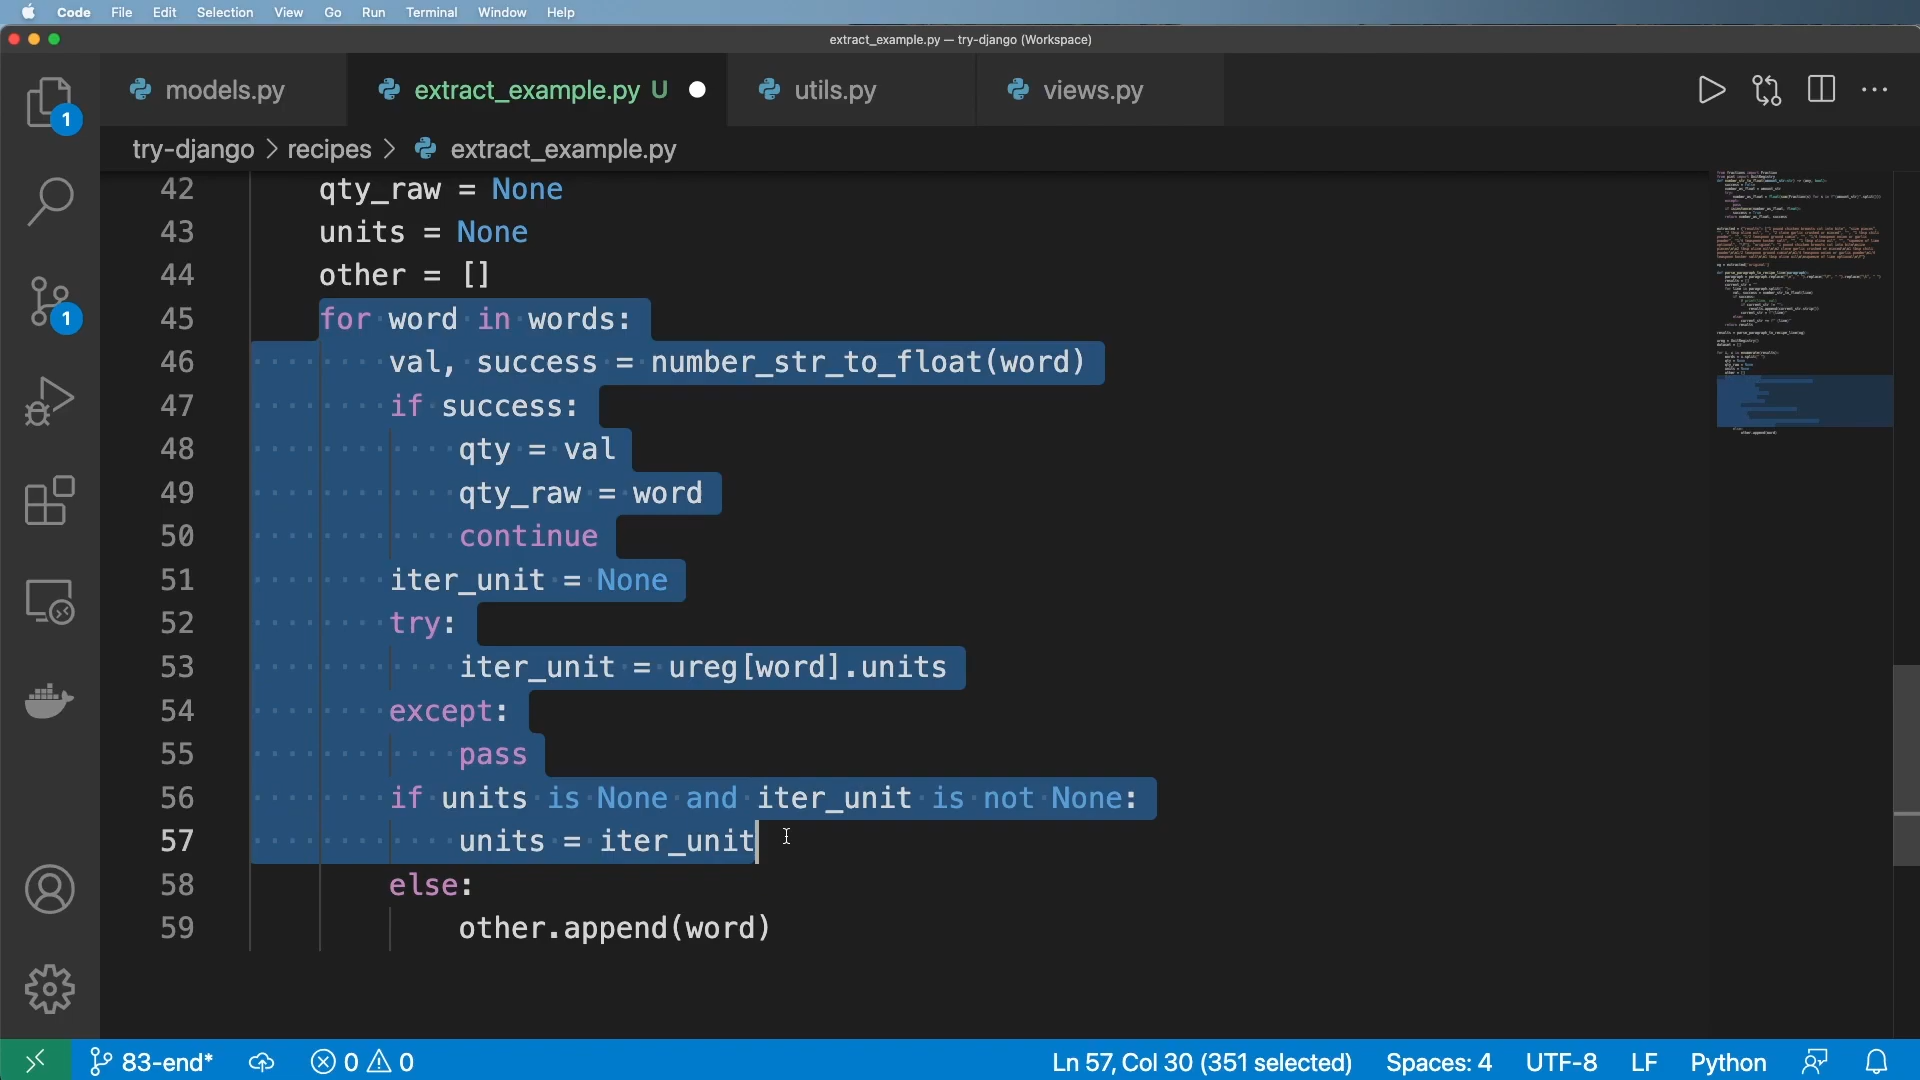 Code File Edit Selection View Go Run Terminal Window Help
extract_example.py — try-django (Workspace)
models.py extract_example.py U utils.py views.py
try-django > recipes > extract_example.py
42 qty_raw = None
43 units = None
44 other = []
45 for word in words:
46 val, success = number_str_to_float(word)
47 if success:
48 qty = val
49 qty_raw = word
50 continue
51 iter_unit = None
52 try:
53 iter_unit = ureg[word].units
54 except:
55 pass
56 if units is None and iter_unit is not None:
57 units = iter_unit
58 else:
59 other.append(word)
1
1
83-end* 0 0 Ln 57, Col 30 (351 selected) Spaces: 4 UTF-8 LF Python